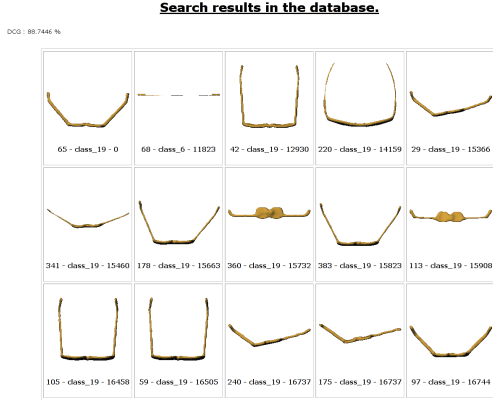 Search results in the database.
DCG : 89.7446 %
65 - class_19 - 0
68 - class_6 - 11823
42 - class_19 - 12930
220 - class_19 - 14159
29 - class_19 - 15366
341 - class_19 - 15460
178 - class_19 - 15663
360 - class_19 - 15732
383 - class_19 - 15823
113 - class_19 - 15908
105 - class_19 - 16458
59 - class_19 - 16505
240 - class_19 - 16737
175 - class_19 - 16737
97 - class_19 - 16744